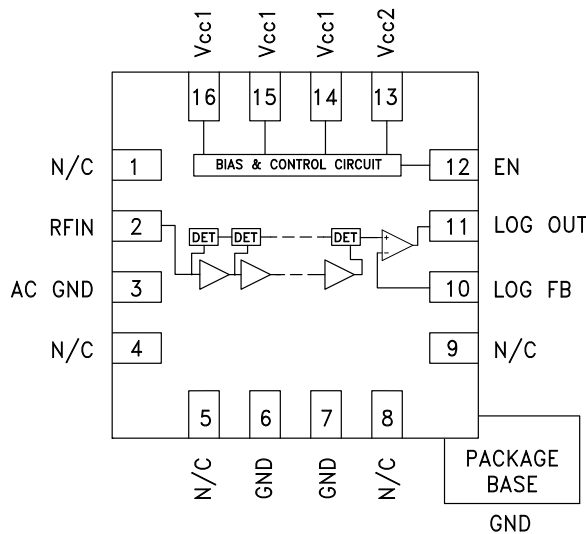 Vcc1 Vcc1 Vcc1 Vcc2
16 15 14 13
N/C 1 BIAS & CONTROL CIRCUIT 12 EN
RFIN 2 DET DET DET + 11 LOG OUT
−
AC GND 3 10 LOG FB
N/C 4 9 N/C
5 6 7 8
N/C GND GND N/C
PACKAGE
BASE
GND